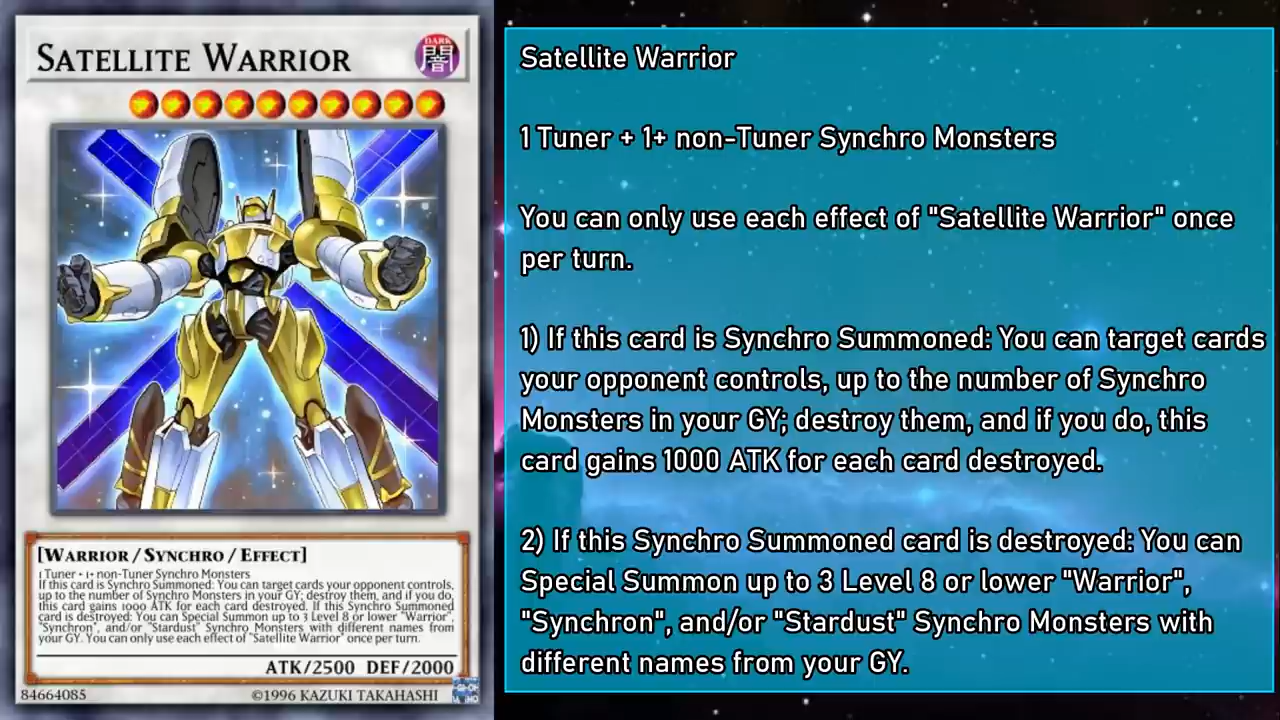 SATELLITE WARRIOR
DARK
闇
[WARRIOR / SYNCHRO / EFFECT]
1 Tuner + 1+ non-Tuner Synchro Monsters
If this card is Synchro Summoned: You can target cards your opponent controls,
up to the number of Synchro Monsters in your GY; destroy them, and if you do,
this card gains 1000 ATK for each card destroyed. If this Synchro Summoned
card is destroyed: You can Special Summon up to 3 Level 8 or lower "Warrior",
"Synchron", and/or "Stardust" Synchro Monsters with different names from
your GY. You can only use each effect of "Satellite Warrior" once per turn.
ATK/2500 DEF/2000
84664085
©1996 KAZUKI TAKAHASHI
Satellite Warrior
1 Tuner + 1+ non-Tuner Synchro Monsters
You can only use each effect of "Satellite Warrior" once
per turn.
1) If this card is Synchro Summoned: You can target cards
your opponent controls, up to the number of Synchro
Monsters in your GY; destroy them, and if you do, this
card gains 1000 ATK for each card destroyed.
2) If this Synchro Summoned card is destroyed: You can
Special Summon up to 3 Level 8 or lower "Warrior",
"Synchron", and/or "Stardust" Synchro Monsters with
different names from your GY.